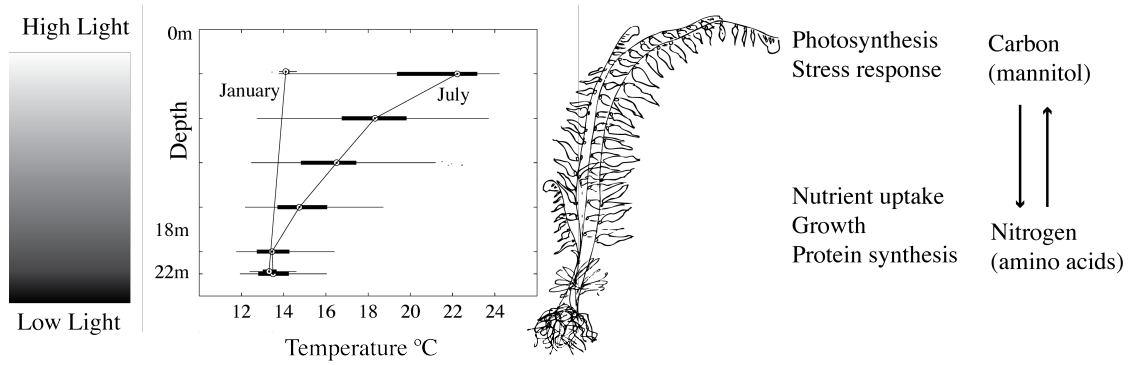 High Light
Low Light
0m
18m
22m
Depth
January
July
12 14 16 18 20 22 24
Temperature °C
Photosynthesis
Stress response
Nutrient uptake
Growth
Protein synthesis
Carbon
(mannitol)
Nitrogen
(amino acids)